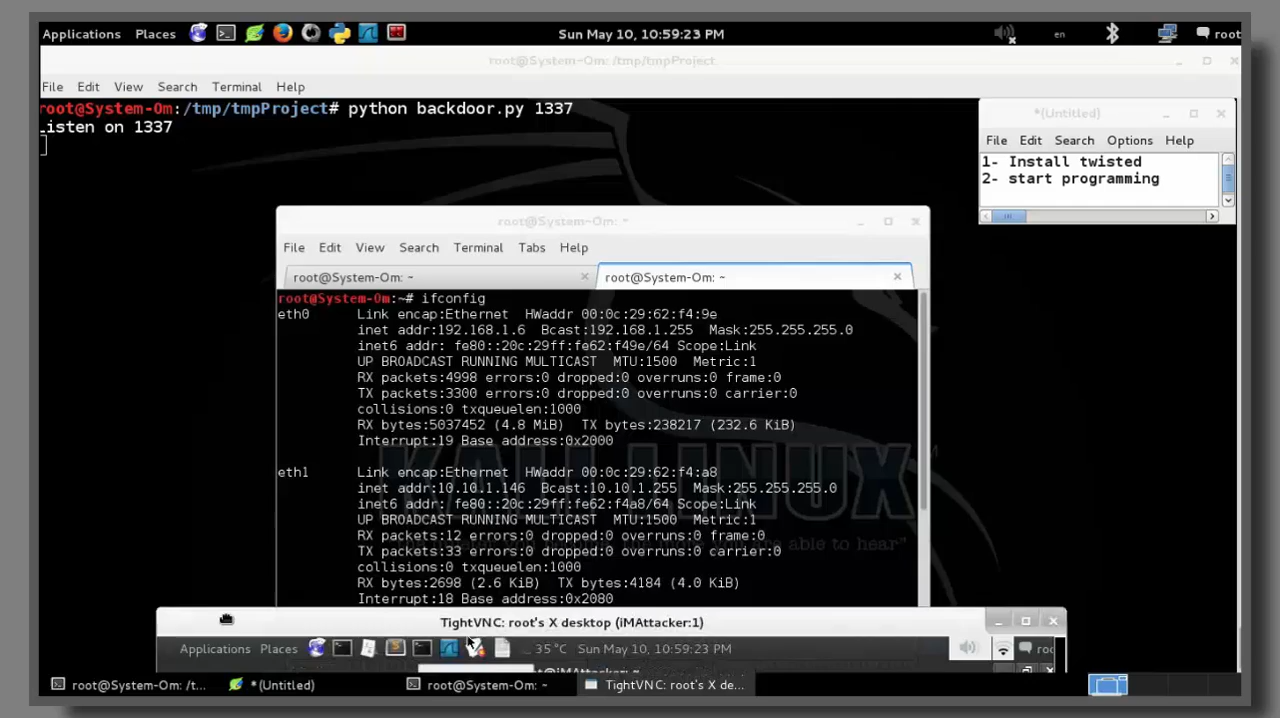 Applications Places Sun May 10, 10:59:23 PM en root
root@System-Om: /tmp/tmpProject
File Edit View Search Terminal Help
root@System-Om:/tmp/tmpProject# python backdoor.py 1337
Listen on 1337
*(Untitled)
File Edit Search Options Help
1- Install twisted
2- start programming
root@System-Om: ~
File Edit View Search Terminal Tabs Help
root@System-Om: ~ root@System-Om: ~
root@System-Om:~# ifconfig
eth0 Link encap:Ethernet HWaddr 00:0c:29:62:f4:9e
inet addr:192.168.1.6 Bcast:192.168.1.255 Mask:255.255.255.0
inet6 addr: fe80::20c:29ff:fe62:f49e/64 Scope:Link
UP BROADCAST RUNNING MULTICAST MTU:1500 Metric:1
RX packets:4998 errors:0 dropped:0 overruns:0 frame:0
TX packets:3300 errors:0 dropped:0 overruns:0 carrier:0
collisions:0 txqueuelen:1000
RX bytes:5037452 (4.8 MiB) TX bytes:238217 (232.6 KiB)
Interrupt:19 Base address:0x2000
eth1 Link encap:Ethernet HWaddr 00:0c:29:62:f4:a8
inet addr:10.10.1.146 Bcast:10.10.1.255 Mask:255.255.255.0
inet6 addr: fe80::20c:29ff:fe62:f4a8/64 Scope:Link
UP BROADCAST RUNNING MULTICAST MTU:1500 Metric:1
RX packets:12 errors:0 dropped:0 overruns:0 frame:0
TX packets:33 errors:0 dropped:0 overruns:0 carrier:0
collisions:0 txqueuelen:1000
RX bytes:2698 (2.6 KiB) TX bytes:4184 (4.0 KiB)
Interrupt:18 Base address:0x2080
KALI LINUX
are able to hear"
TightVNC: root's X desktop (iMAttacker:1)
Applications Places 35 °C Sun May 10, 10:59:23 PM
root@System-Om: /t... *(Untitled) root@System-Om: ~ TightVNC: root's X de...